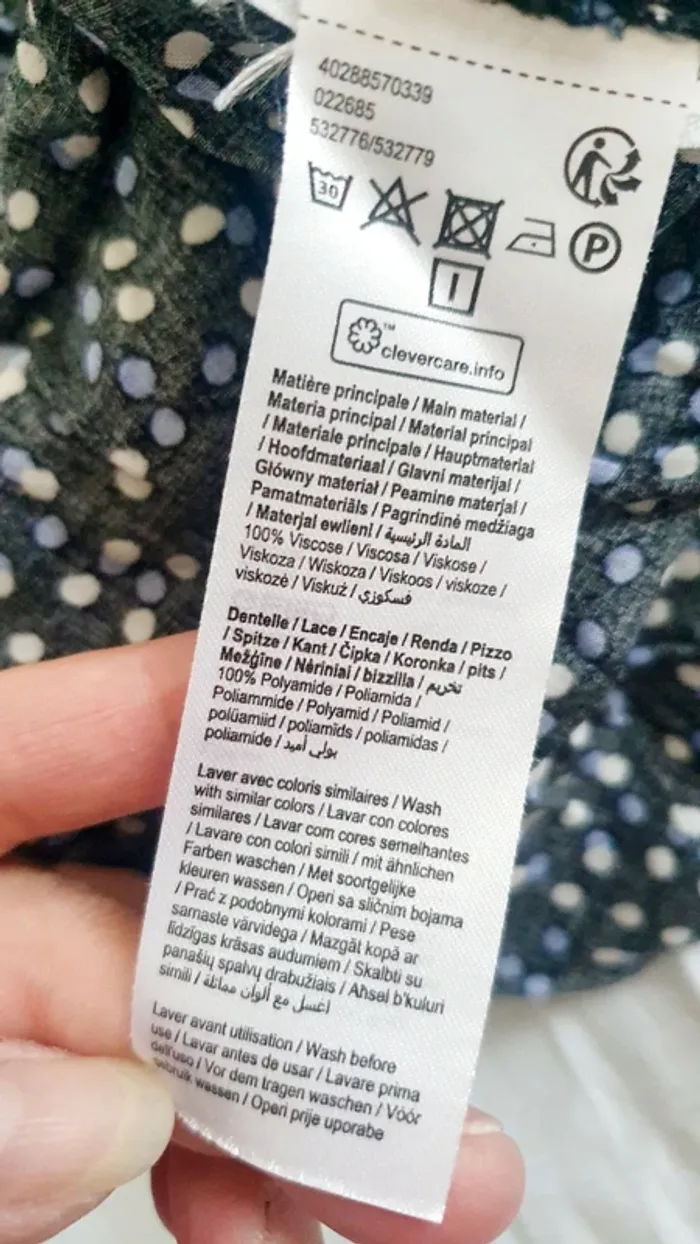 40288570339
022685
532776/532779
30
P
I
™
clevercare.info
Matière principale / Main material /
Materia principal / Material principal
/ Materiale principale / Hauptmaterial
/ Hoofdmateriaal / Glavni materijal /
Główny materiał / Peamine materjal /
Pamatmateriāls / Pagrindinė medžiaga
/ Materjal ewlieni / المادة الرئيسية
100% Viscose / Viscosa / Viskose /
Viskoza / Wiskoza / Viskoos / viskoze /
viskozė / Viskuż / فسكوزي
Dentelle / Lace / Encaje / Renda / Pizzo
/ Spitze / Kant / Čipka / Koronka / pits /
Mežģīne / Nėriniai / bizzilla / تخريم
100% Polyamide / Poliamida /
Poliammide / Polyamid / Poliamid /
polüamiid / poliamīds / poliamidas /
poliamide / بولي أميد
Laver avec coloris similaires / Wash
with similar colors / Lavar con colores
similares / Lavar com cores semelhantes
/ Lavare con colori simili / mit ähnlichen
Farben waschen / Met soortgelijke
kleuren wassen / Operi sa sličnim bojama
/ Prać z podobnymi kolorami / Pese
sarnaste värvidega / Mazgāt kopā ar
līdzīgas krāsas audumiem / Skalbti su
panašių spalvų drabužiais / Aħsel b'kuluri
simili / اغسل مع ألوان مماثلة
Laver avant utilisation / Wash before
use / Lavar antes de usar / Lavare prima
dell'uso / Vor dem tragen waschen / Vóór
gebruik wassen / Operi prije uporabe